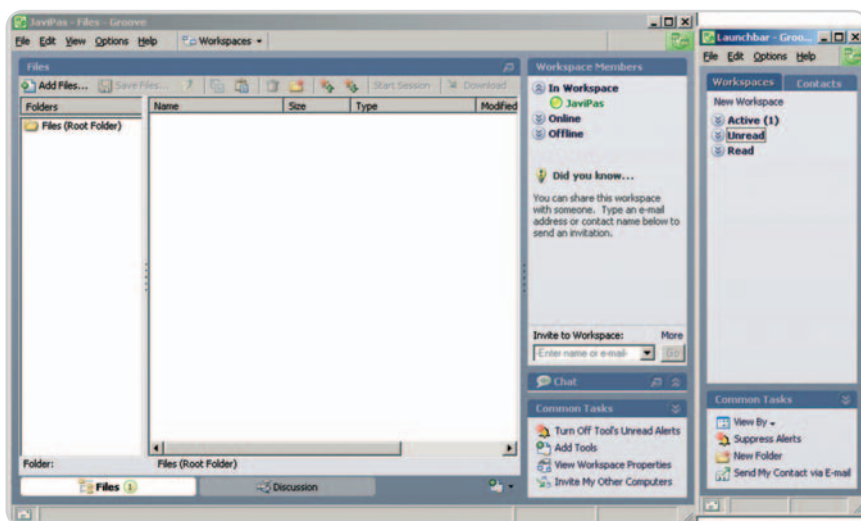 JaviPas - Files - Groove
File Edit View Options Help Workspaces
Files
Add Files... Save Files... Start Session Download
Folders
Name Size Type Modified
Files (Root Folder)
Folder: Files (Root Folder)
Files 1 Discussion
Workspace Members
In Workspace
JaviPas
Online
Offline
Did you know...
You can share this workspace
with someone. Type an e-mail
address or contact name below to
send an invitation.
Invite to Workspace: More
Enter name or e-mail Go
Chat
Common Tasks
Turn Off Tool's Unread Alerts
Add Tools
View Workspace Properties
Invite My Other Computers
Launchbar - Groo...
File Edit Options Help
Workspaces Contacts
New Workspace
Active (1)
Unread
Read
Common Tasks
View By
Suppress Alerts
New Folder
Send My Contact via E-mail